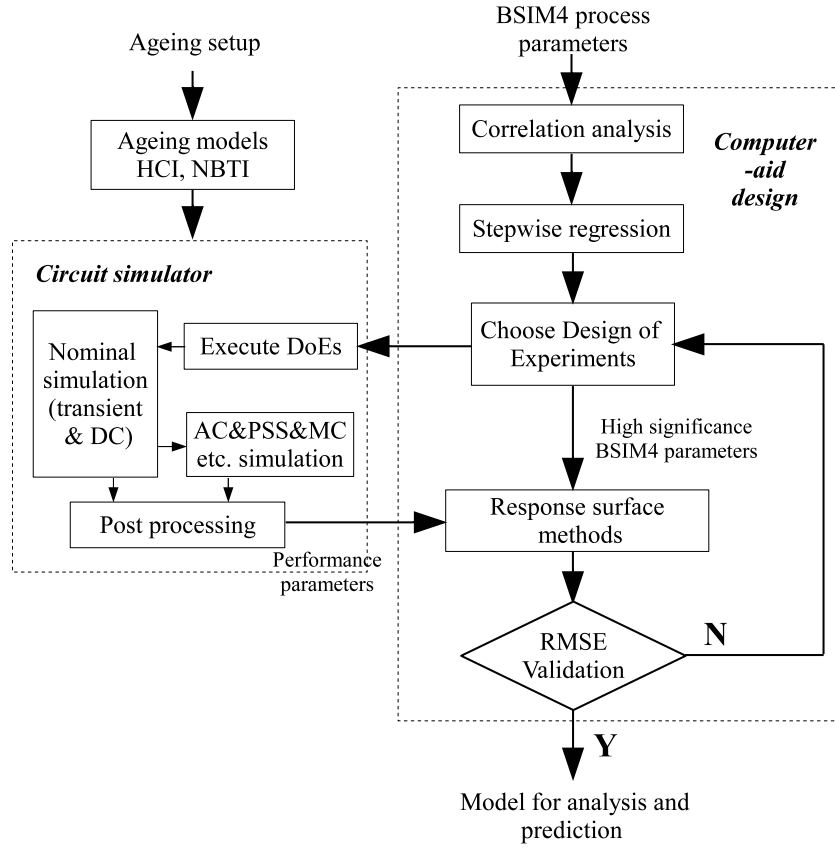 Ageing setup
Ageing models
HCI, NBTI
Circuit simulator
Nominal
simulation
(transient
& DC)
Execute DoEs
AC&PSS&MC
etc. simulation
Post processing
Performance
parameters
BSIM4 process
parameters
Correlation analysis
Computer
-aid
design
Stepwise regression
Choose Design of
Experiments
High significance
BSIM4 parameters
Response surface
methods
RMSE
Validation
N
Y
Model for analysis and
prediction